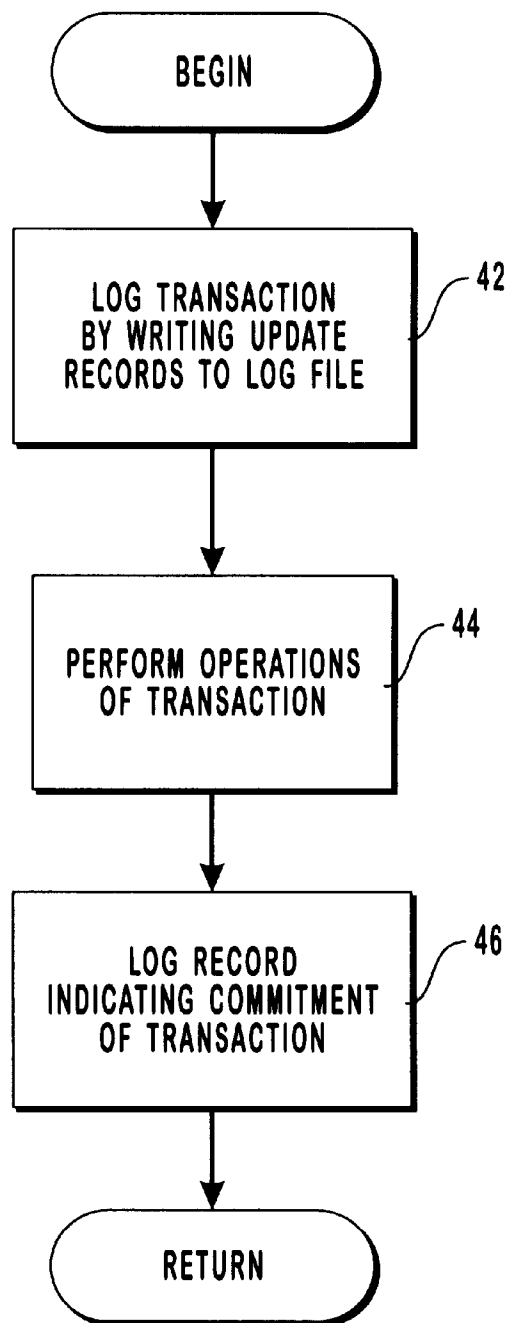 BEGIN
LOG TRANSACTION
BY WRITING UPDATE
RECORDS TO LOG FILE
42
PERFORM OPERATIONS
OF TRANSACTION
44
LOG RECORD
INDICATING COMMITMENT
OF TRANSACTION
46
RETURN